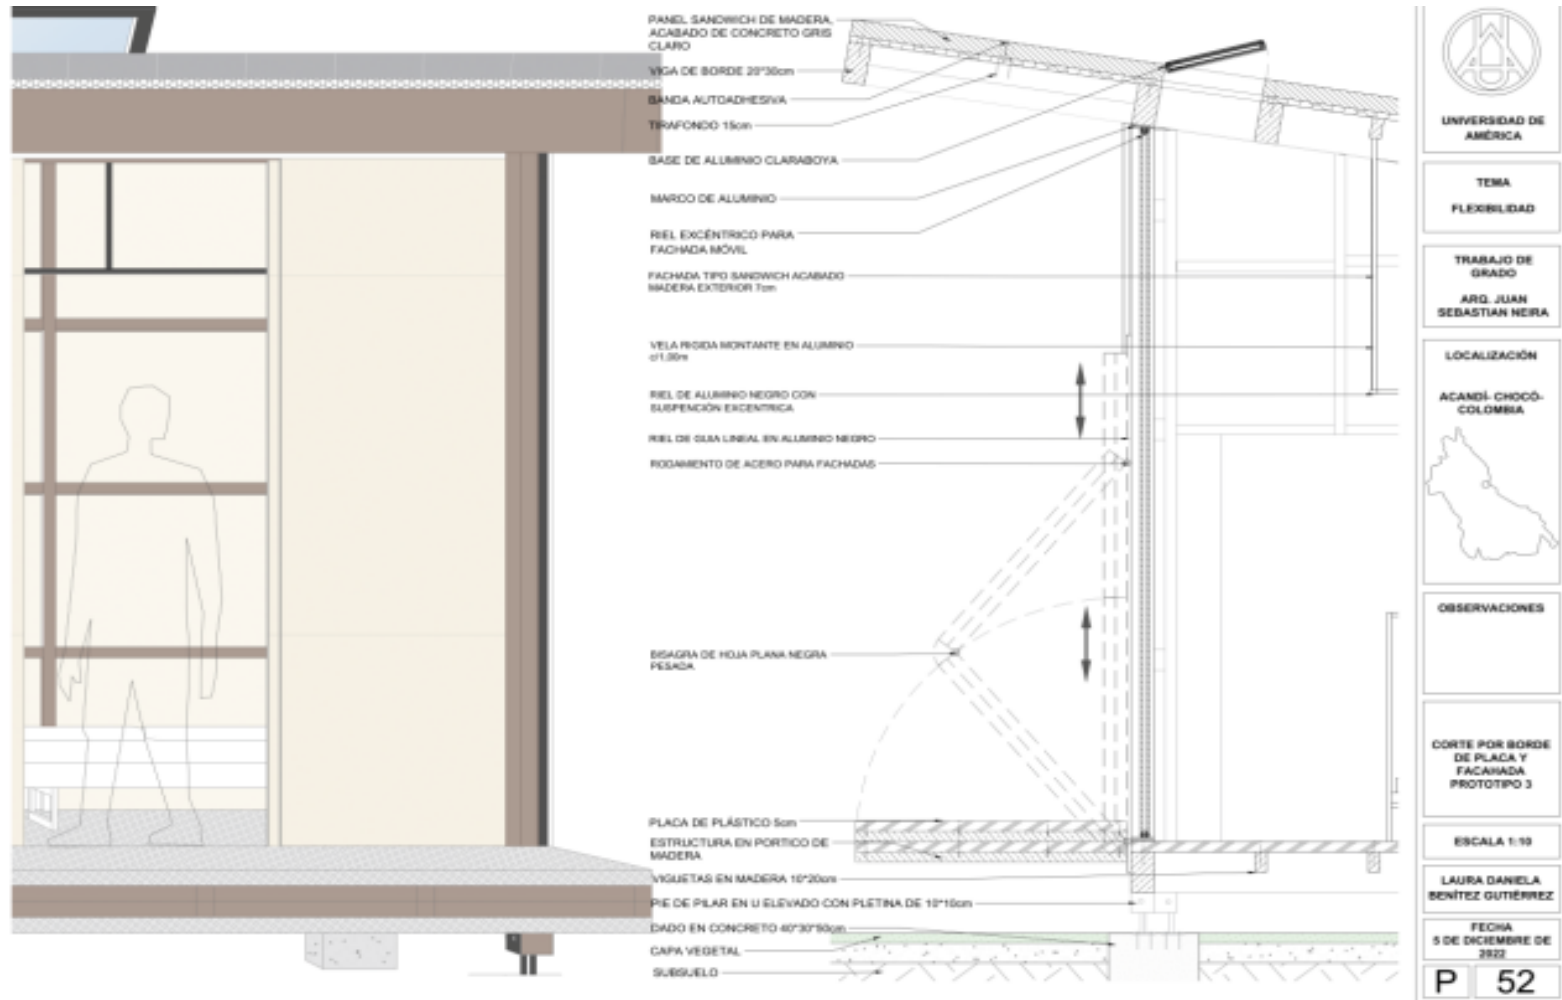 PANEL SANDWICH DE MADERA,
ACABADO DE CONCRETO GRIS
CLARO
VIGA DE BORDE 20*30cm
BANDA AUTOADHESIVA
TIRAFONDO 15cm
BASE DE ALUMINIO CLARABOYA
MARCO DE ALUMINIO
RIEL EXCÉNTRICO PARA
FACHADA MÓVIL
FACHADA TIPO SANDWICH ACABADO
MADERA EXTERIOR 7cm
VELA RIGIDA MONTANTE EN ALUMINIO
c/1.00m
RIEL DE ALUMINIO NEGRO CON
SUSPENCIÓN EXCENTRICA
RIEL DE GUIA LINEAL EN ALUMINIO NEGRO
RODAMIENTO DE ACERO PARA FACHADAS
BISAGRA DE HOJA PLANA NEGRA
PESADA
PLACA DE PLÁSTICO 5cm
ESTRUCTURA EN PORTICO DE
MADERA
VIGUETAS EN MADERA 10*20cm
PIE DE PILAR EN U ELEVADO CON PLETINA DE 10*10cm
DADO EN CONCRETO 40*30*50cm
CAPA VEGETAL
SUBSUELO
UNIVERSIDAD DE
AMÉRICA
TEMA
FLEXIBILIDAD
TRABAJO DE
GRADO
ARQ. JUAN
SEBASTIAN NEIRA
LOCALIZACIÓN
ACANDÍ- CHOCÓ-
COLOMBIA
OBSERVACIONES
CORTE POR BORDE
DE PLACA Y
FACAHADA
PROTOTIPO 3
ESCALA 1:10
LAURA DANIELA
BENÍTEZ GUTIÉRREZ
FECHA
5 DE DICIEMBRE DE
2022
P 52